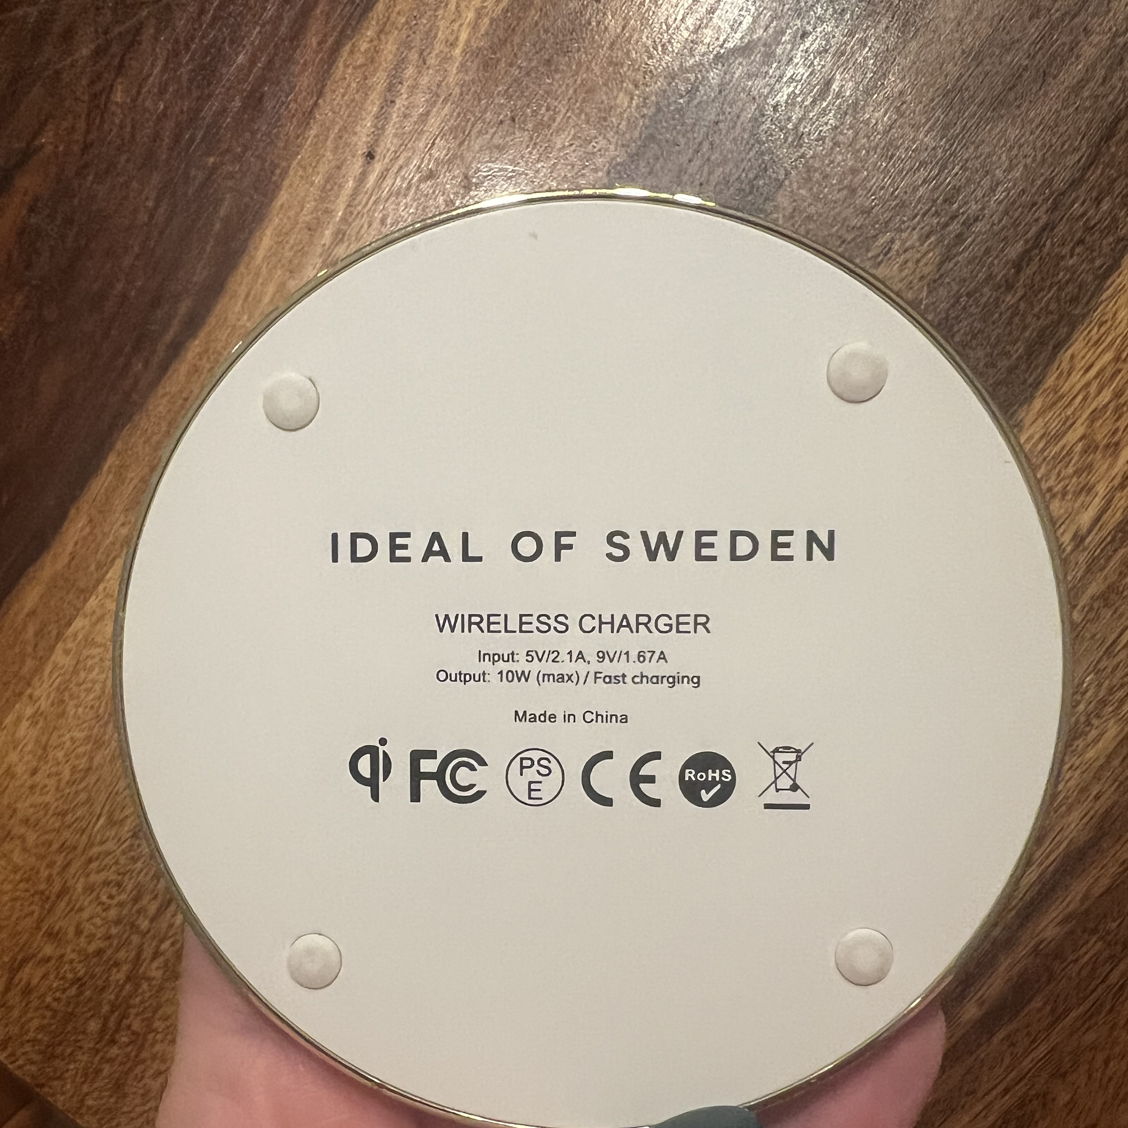 IDEAL OF SWEDEN
WIRELESS CHARGER
Input: 5V/2.1A, 9V/1.67A
Output: 10W (max) / Fast charging
Made in China
qi FC PS E CE RoHS